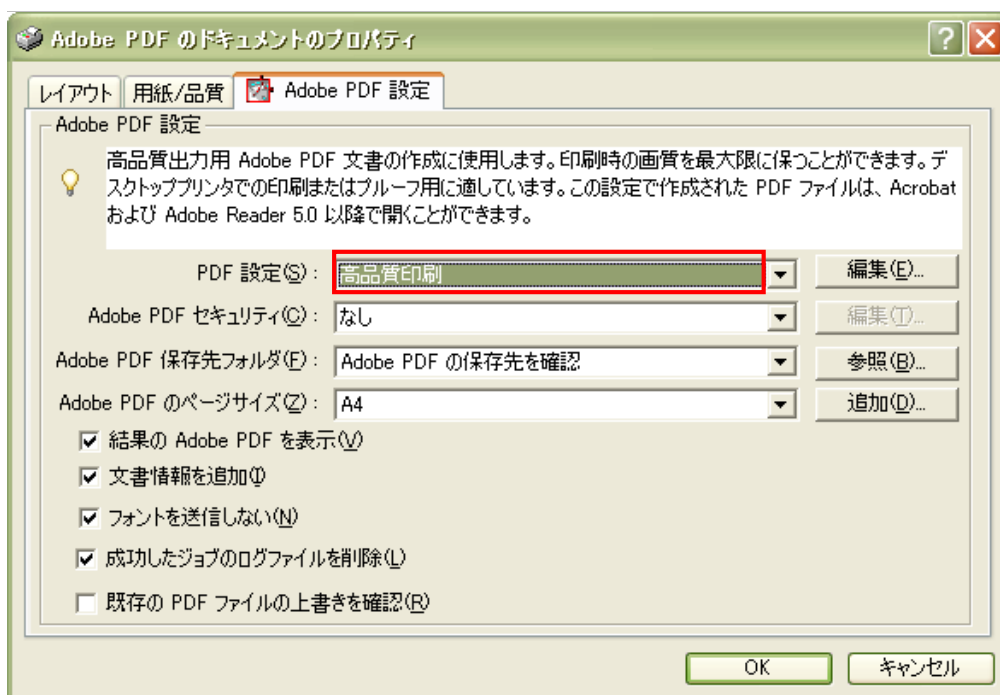 Adobe PDF のドキュメントのプロパティ
レイアウト 用紙/品質 Adobe PDF 設定
Adobe PDF 設定
高品質出力用 Adobe PDF 文書の作成に使用します。印刷時の画質を最大限に保つことができます。デ
スクトッププリンタでの印刷またはプルーフ用に適しています。この設定で作成された PDF ファイルは、Acrobat
および Adobe Reader 5.0 以降で開くことができます。
PDF 設定(S): 高品質印刷 編集(E)...
Adobe PDF セキュリティ(C): なし 編集(T)...
Adobe PDF 保存先フォルダ(F): Adobe PDF の保存先を確認 参照(B)...
Adobe PDF のページサイズ(Z): A4 追加(D)...
結果の Adobe PDF を表示(V)
文書情報を追加(I)
フォントを送信しない(N)
成功したジョブのログファイルを削除(L)
既存の PDF ファイルの上書きを確認(R)
OK キャンセル